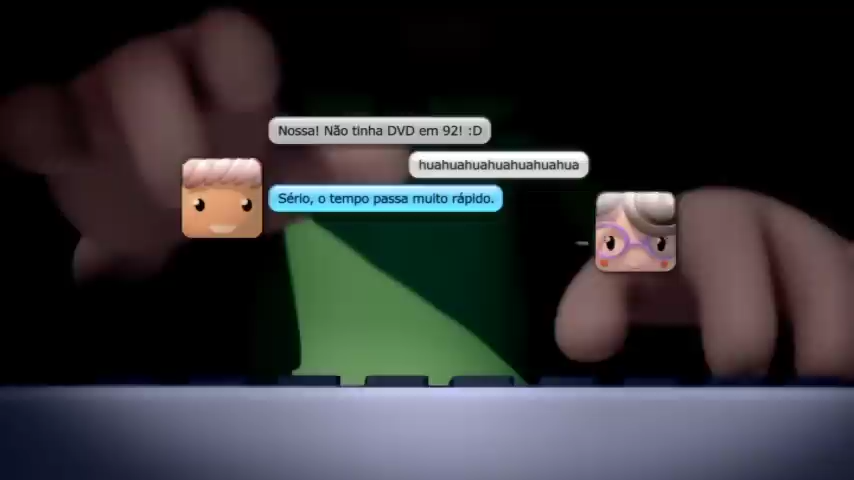 Nossa! Não tinha DVD em 92! :D
huahuahuahuahuahuahua
Sério, o tempo passa muito rápido.